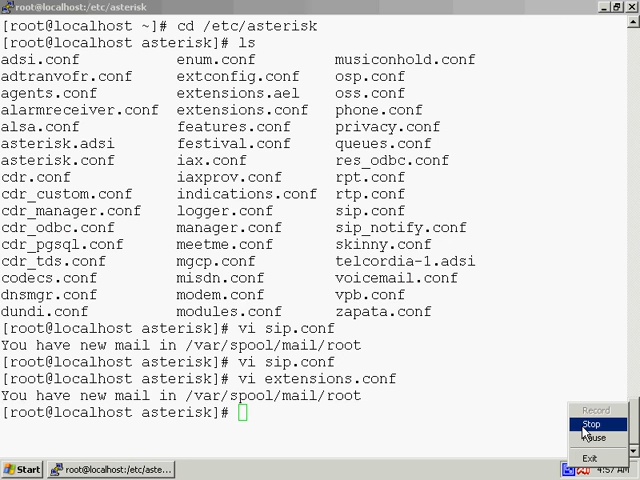 root@localhost:/etc/asterisk
[root@localhost ~]# cd /etc/asterisk
[root@localhost asterisk]# ls
adsi.conf enum.conf musiconhold.conf
adtranvofr.conf extconfig.conf osp.conf
agents.conf extensions.ael oss.conf
alarmreceiver.conf extensions.conf phone.conf
alsa.conf features.conf privacy.conf
asterisk.adsi festival.conf queues.conf
asterisk.conf iax.conf res_odbc.conf
cdr.conf iaxprov.conf rpt.conf
cdr_custom.conf indications.conf rtp.conf
cdr_manager.conf logger.conf sip.conf
cdr_odbc.conf manager.conf sip_notify.conf
cdr_pgsql.conf meetme.conf skinny.conf
cdr_tds.conf mgcp.conf telcordia-1.adsi
codecs.conf misdn.conf voicemail.conf
dnsmgr.conf modem.conf vpb.conf
dundi.conf modules.conf zapata.conf
[root@localhost asterisk]# vi sip.conf
You have new mail in /var/spool/mail/root
[root@localhost asterisk]# vi sip.conf
[root@localhost asterisk]# vi extensions.conf
You have new mail in /var/spool/mail/root
[root@localhost asterisk]#
Record
Stop
Pause
Exit
Start root@localhost:/etc/aste... 4:57 AM